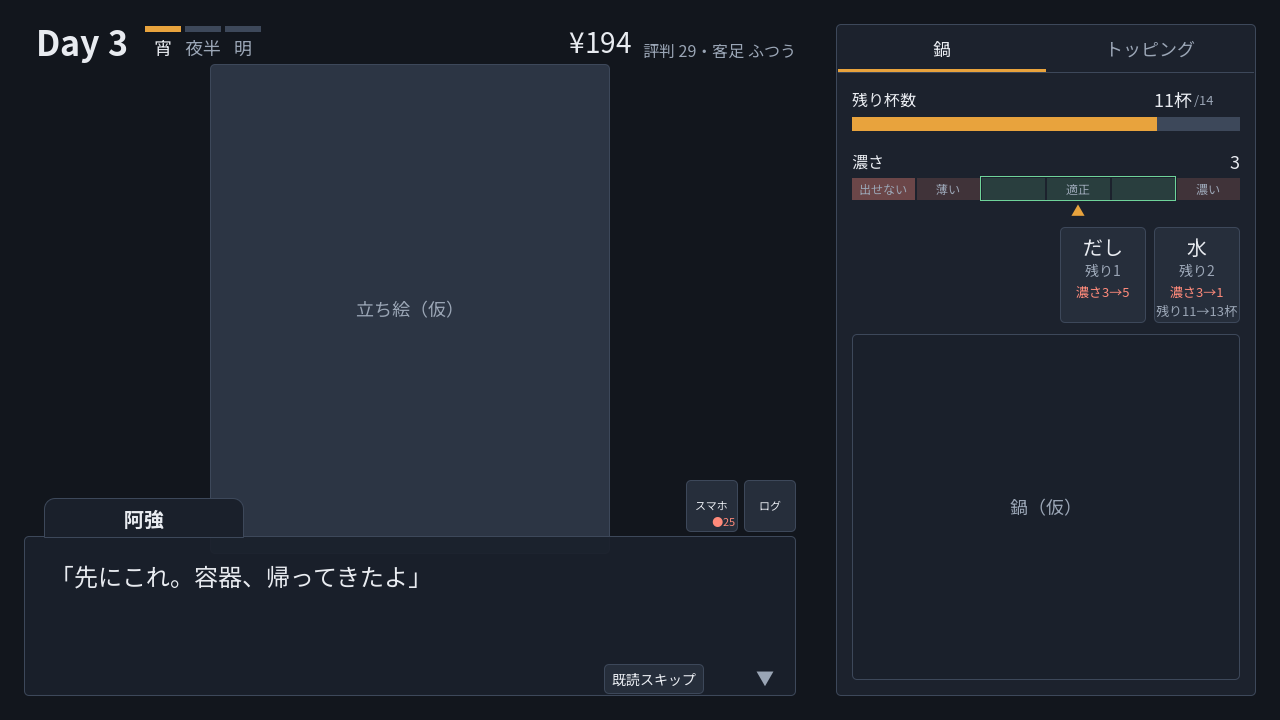 Day 3
宵 夜半 明
¥194
評判 29・客足 ふつう
鍋
トッピング
残り杯数
11杯/14
濃さ
3
出せない 薄い 適正 濃い
だし
残り1
濃さ3→5
水
残り2
濃さ3→1
残り11→13杯
立ち絵（仮）
鍋（仮）
スマホ
●25
ログ
阿強
「先にこれ。容器、帰ってきたよ」
既読スキップ
▼